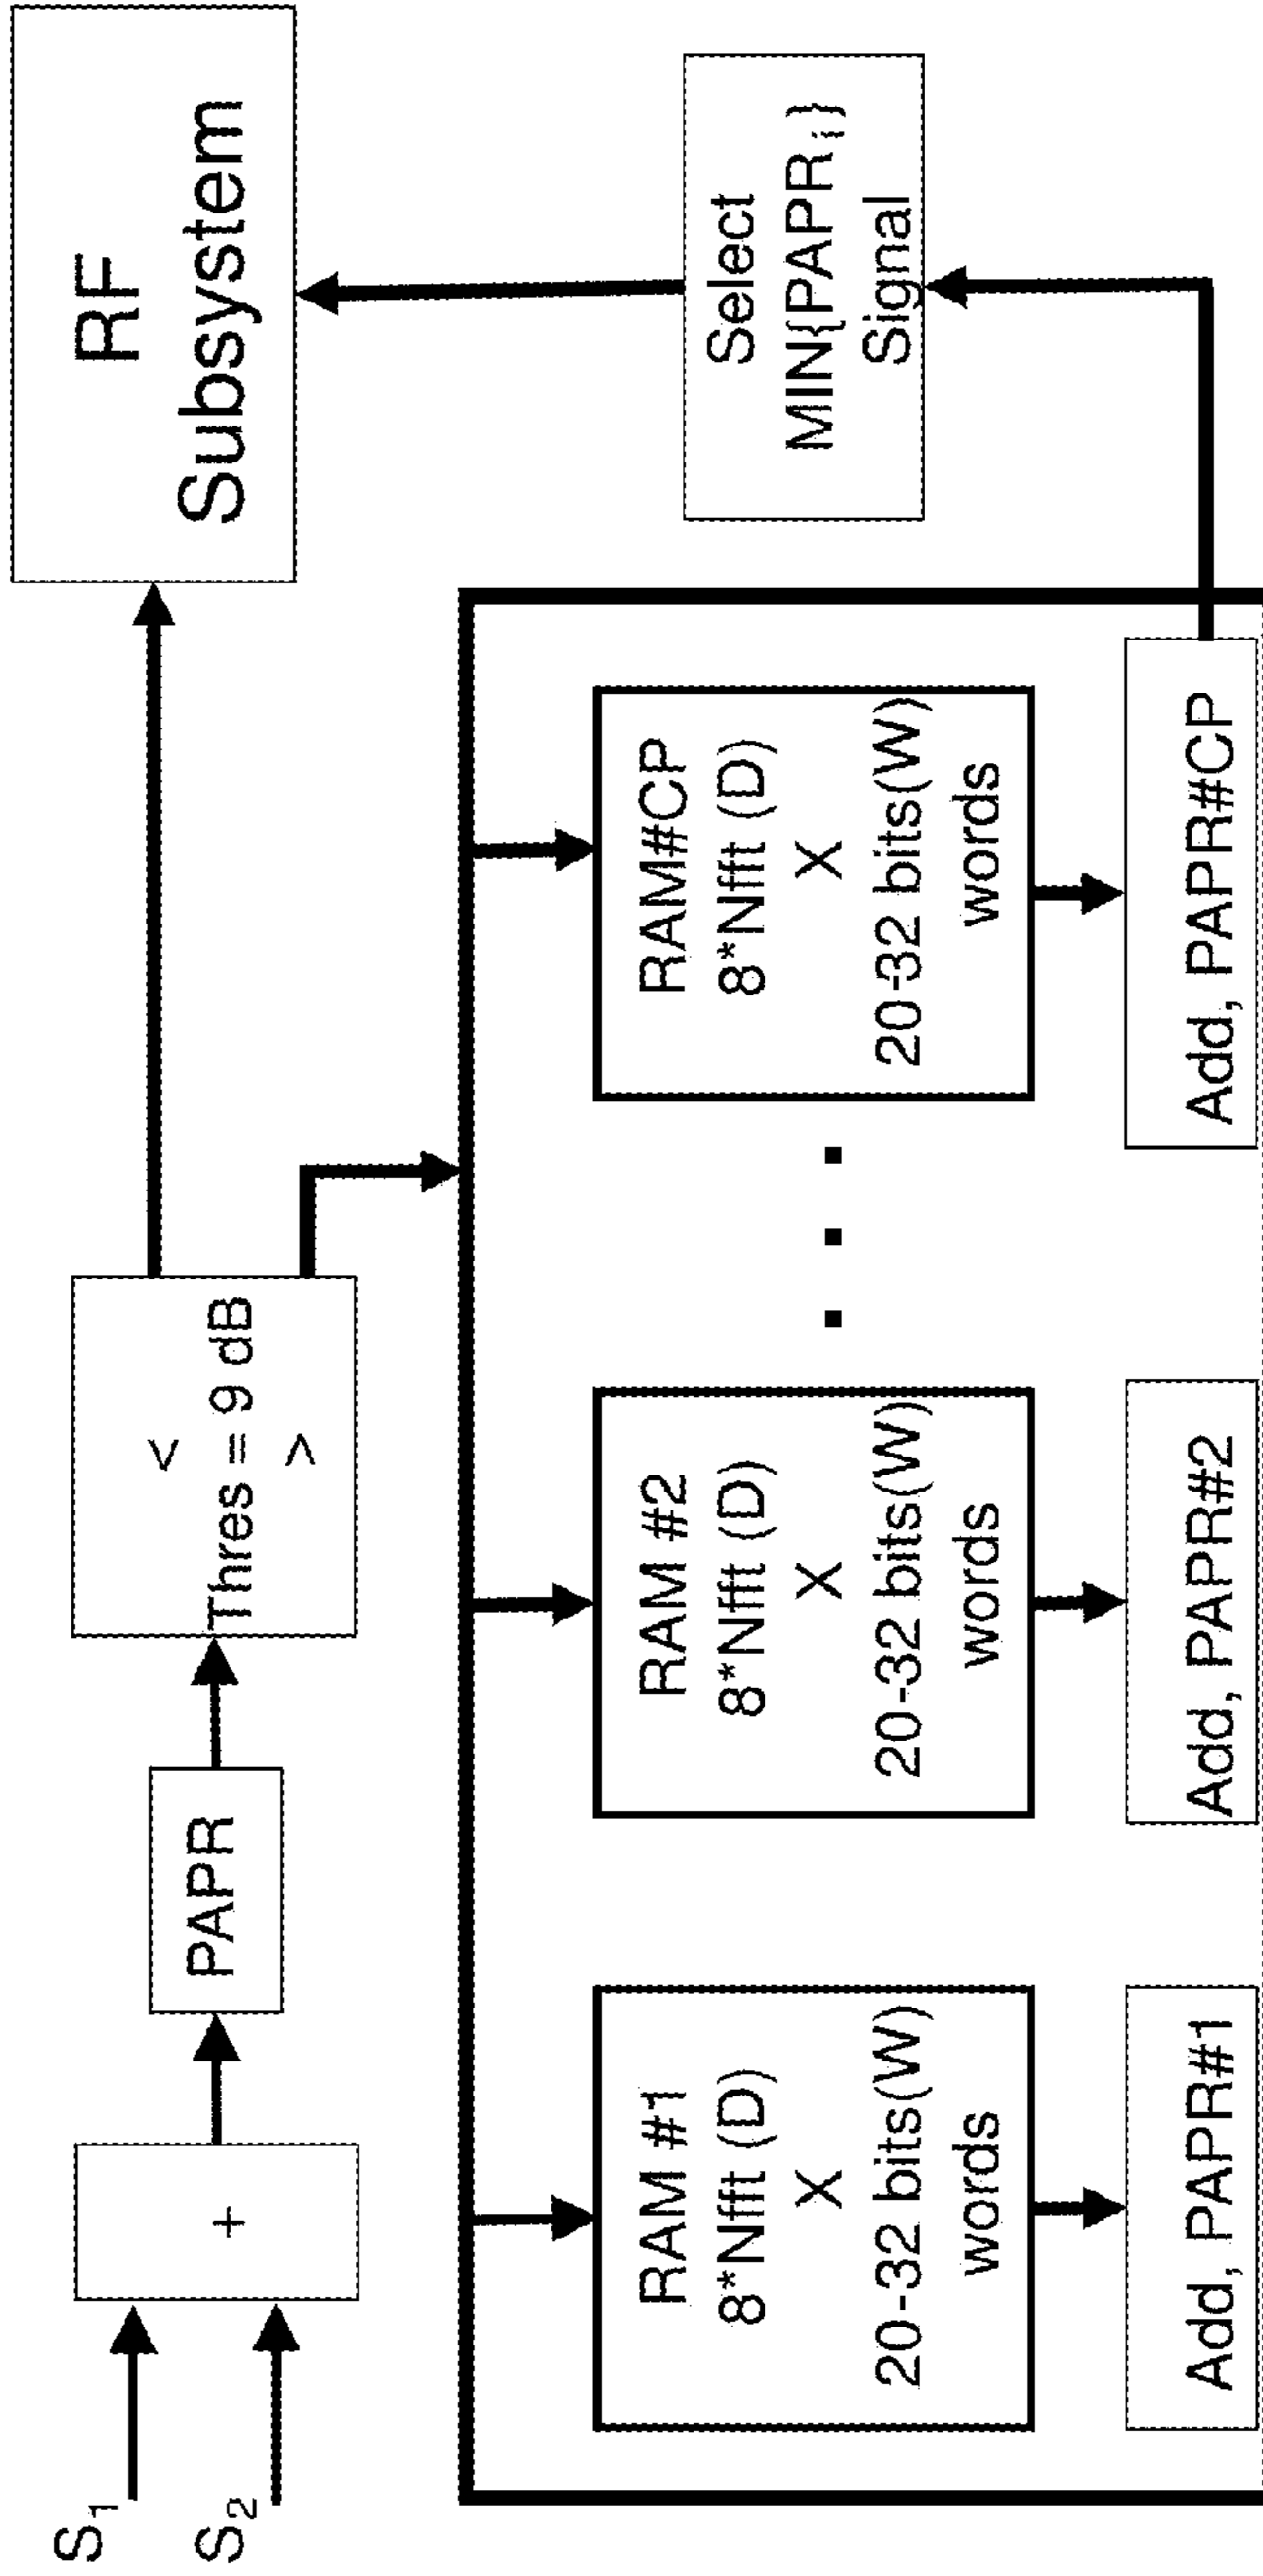 S1
S2
+
PAPR
<
Thres = 9 dB
>
RF
Subsystem
RAM #1
8*Nfft (D)
X
20-32 bits(W)
words
RAM #2
8*Nfft (D)
X
20-32 bits(W)
words
. . .
RAM#CP
8*Nfft (D)
X
20-32 bits(W)
words
Select
MIN{PAPR i}
Signal
Add, PAPR#1
Add, PAPR#2
Add, PAPR#CP